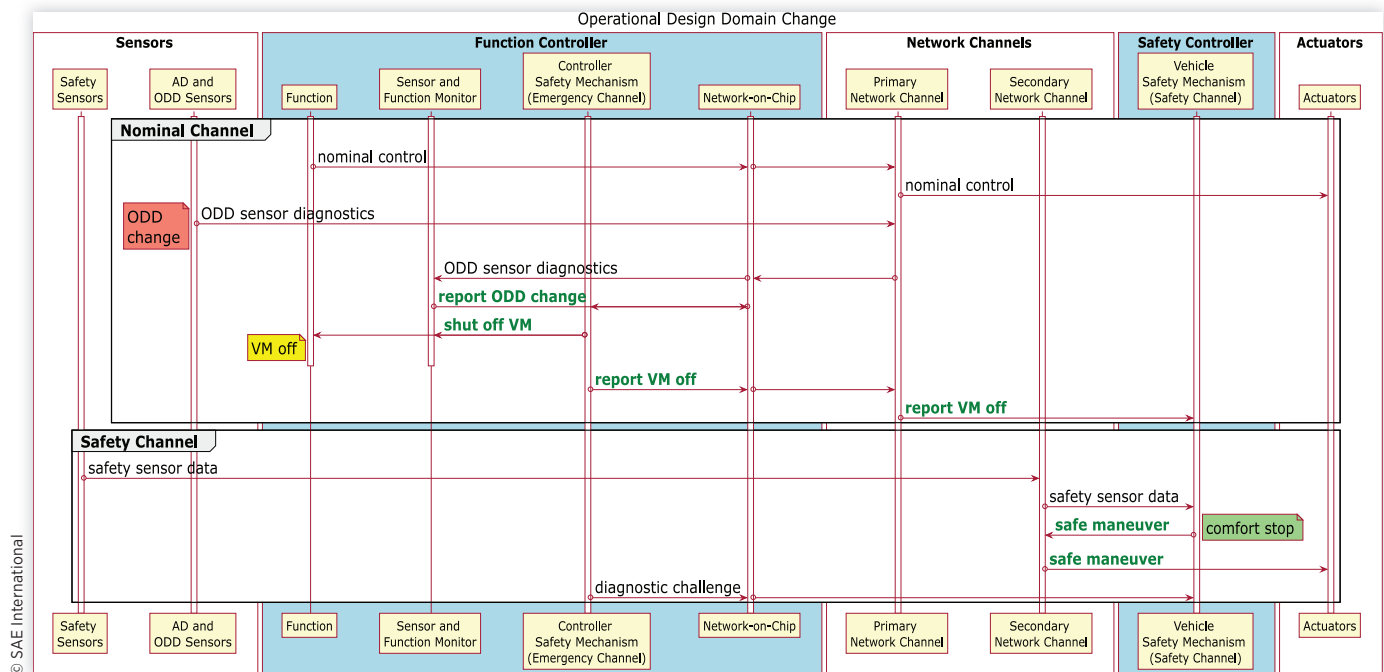 Operational Design Domain Change
Sensors
Function Controller
Network Channels
Safety Controller
Actuators
Safety
Sensors
AD and
ODD Sensors
Function
Sensor and
Function Monitor
Controller
Safety Mechanism
(Emergency Channel)
Network-on-Chip
Primary
Network Channel
Secondary
Network Channel
Vehicle
Safety Mechanism
(Safety Channel)
Actuators
Nominal Channel
nominal control
nominal control
ODD
change
ODD sensor diagnostics
ODD sensor diagnostics
report ODD change
shut off VM
VM off
report VM off
report VM off
Safety Channel
safety sensor data
safety sensor data
safe maneuver
comfort stop
safe maneuver
diagnostic challenge
Safety
Sensors
AD and
ODD Sensors
Function
Sensor and
Function Monitor
Controller
Safety Mechanism
(Emergency Channel)
Network-on-Chip
Primary
Network Channel
Secondary
Network Channel
Vehicle
Safety Mechanism
(Safety Channel)
Actuators
© SAE International